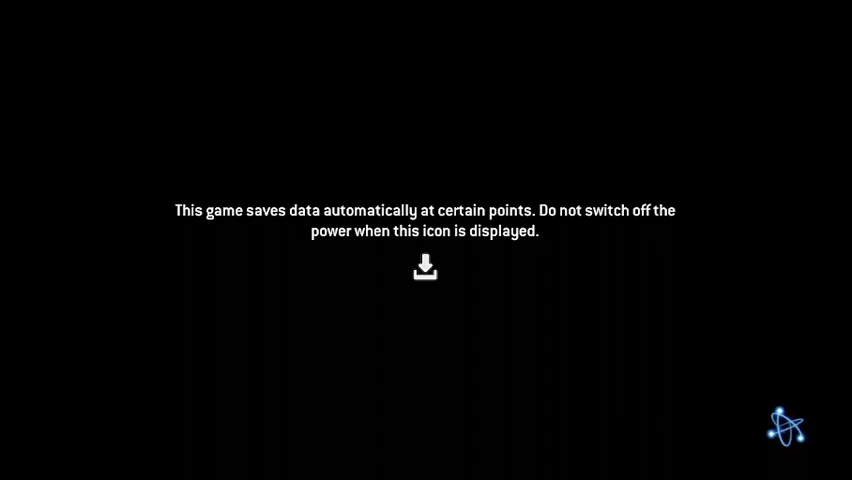 This game saves data automatically at certain points. Do not switch off the
power when this icon is displayed.